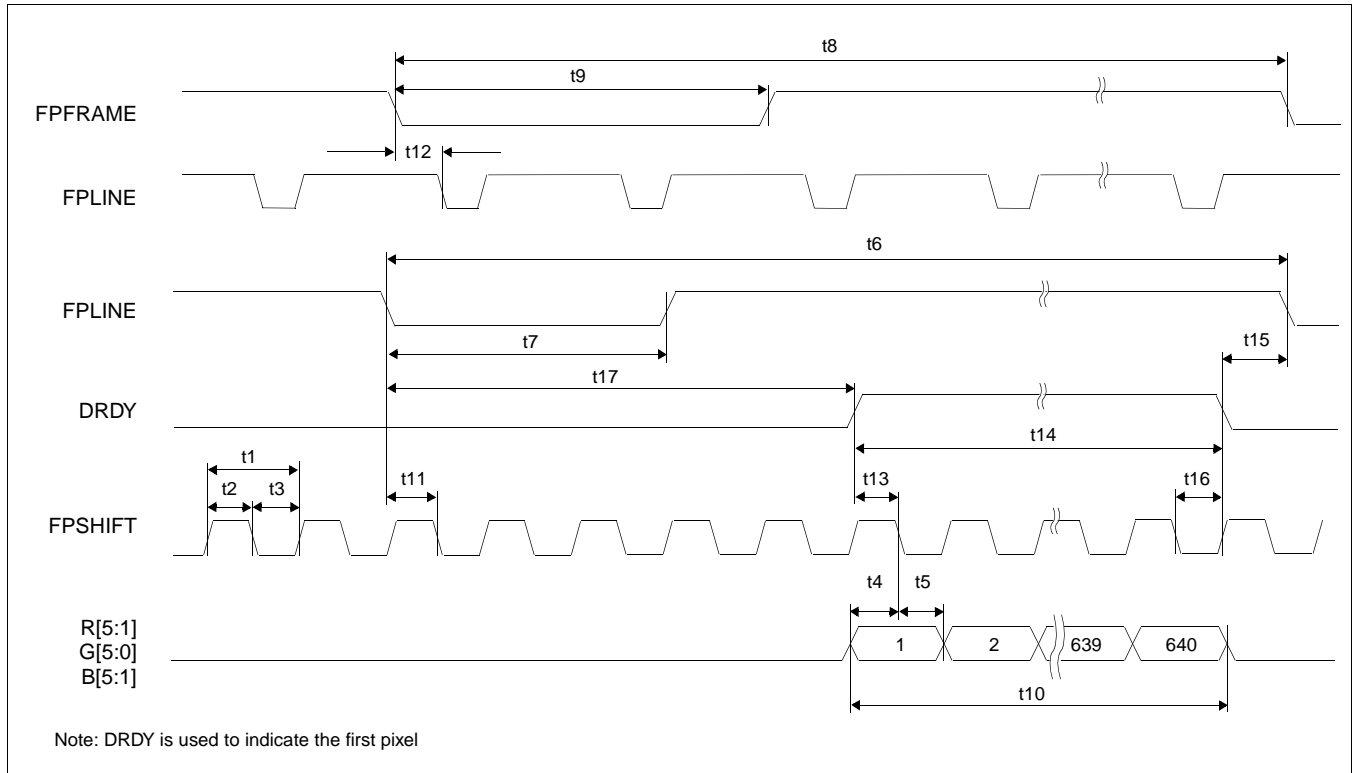 t8
t9
FPFRAME
t12
FPLINE
t6
FPLINE
t7
t15
t17
DRDY
t14
t1
t2 t3
t11
t13
t16
FPSHIFT
t4 t5
R[5:1]
G[5:0]
B[5:1]
1 2 639 640
t10
Note: DRDY is used to indicate the first pixel